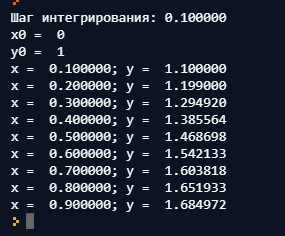 Шаг интегрирования: 0.100000
x0 =  0
y0 =  1
x =  0.100000; y =  1.100000
x =  0.200000; y =  1.199000
x =  0.300000; y =  1.294920
x =  0.400000; y =  1.385564
x =  0.500000; y =  1.468698
x =  0.600000; y =  1.542133
x =  0.700000; y =  1.603818
x =  0.800000; y =  1.651933
x =  0.900000; y =  1.684972
>